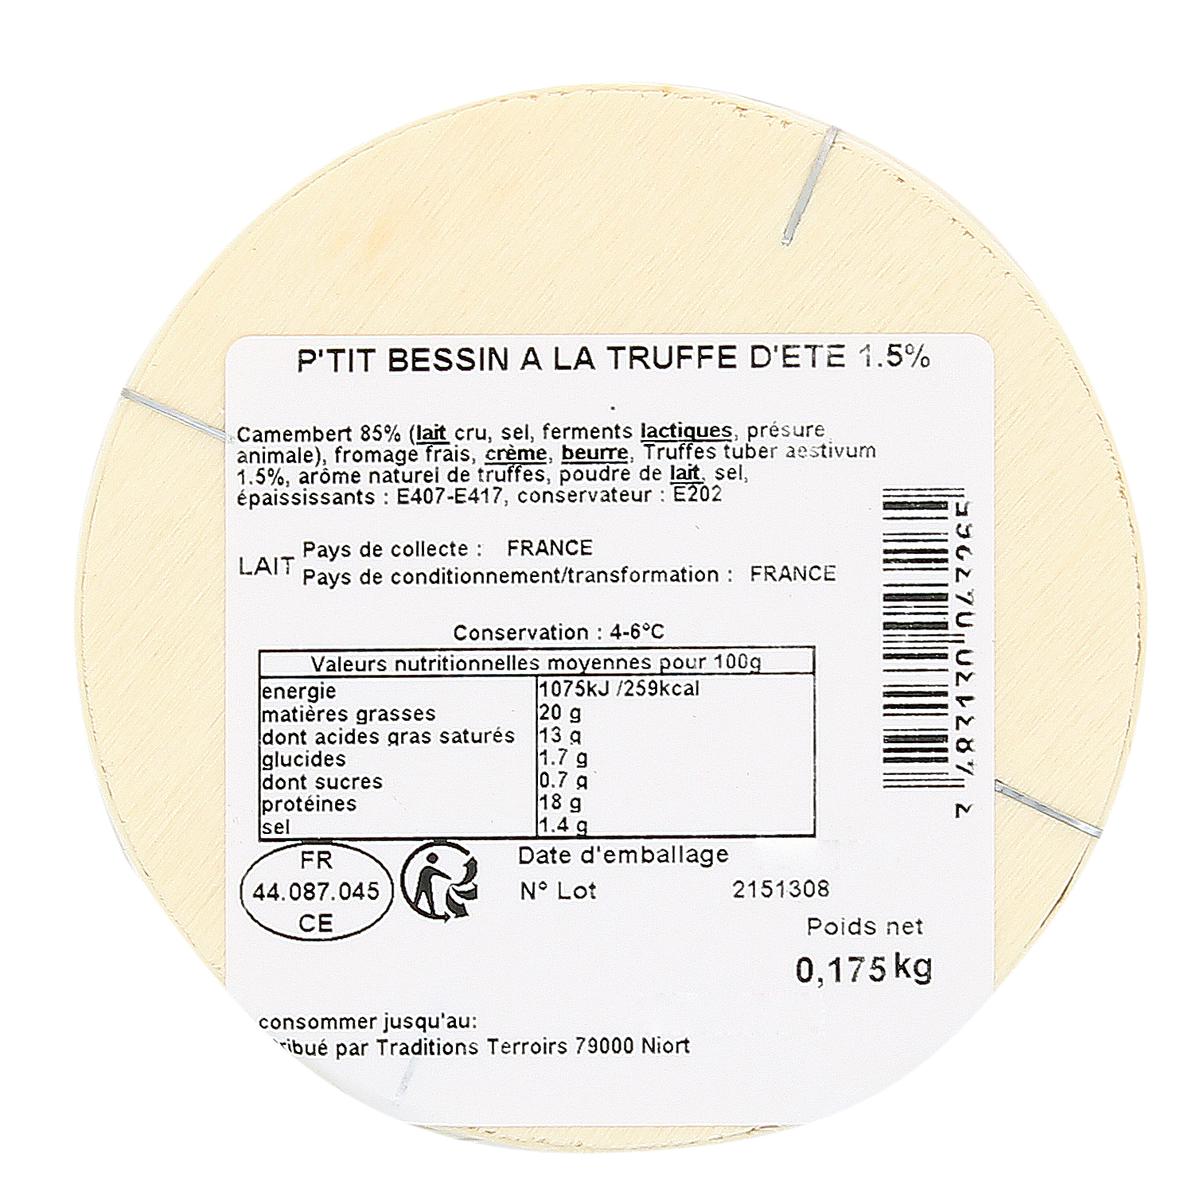 P'TIT BESSIN A LA TRUFFE D'ETE 1.5%
Camembert 85% (lait cru, sel, ferments lactiques, présure
animale), fromage frais, crème, beurre, Truffes tuber aestivum
1.5%, arôme naturel de truffes, poudre de lait, sel,
épaississants : E407-E417, conservateur : E202
LAIT
Pays de collecte : FRANCE
Pays de conditionnement/transformation : FRANCE
Conservation : 4-6°C
Valeurs nutritionnelles moyennes pour 100g
energie 1075kJ /259kcal
matières grasses 20 g
dont acides gras saturés 13 g
glucides 1.7 g
dont sucres 0.7 g
protéines 18 g
sel 1.4 g
FR
44.087.045
CE
Date d'emballage
N° Lot 2151308
Poids net
0,175 kg
consommer jusqu'au:
ribué par Traditions Terroirs 79000 Niort